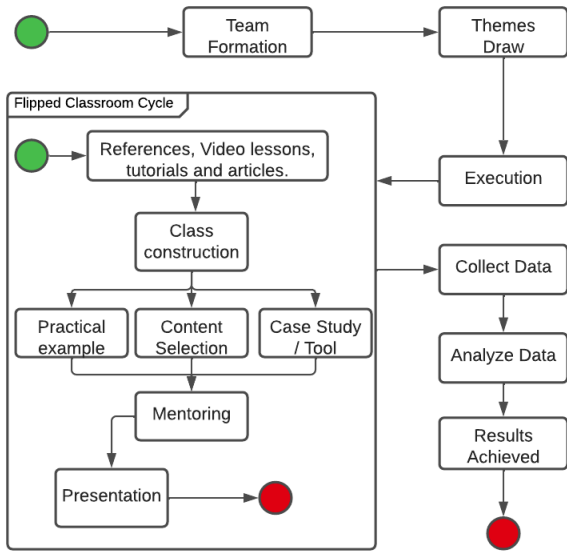 Team
Formation
Themes
Draw
Flipped Classroom Cycle
References, Video lessons,
tutorials and articles.
Execution
Class
construction
Collect Data
Practical
example
Content
Selection
Case Study
/ Tool
Analyze Data
Mentoring
Results
Achieved
Presentation